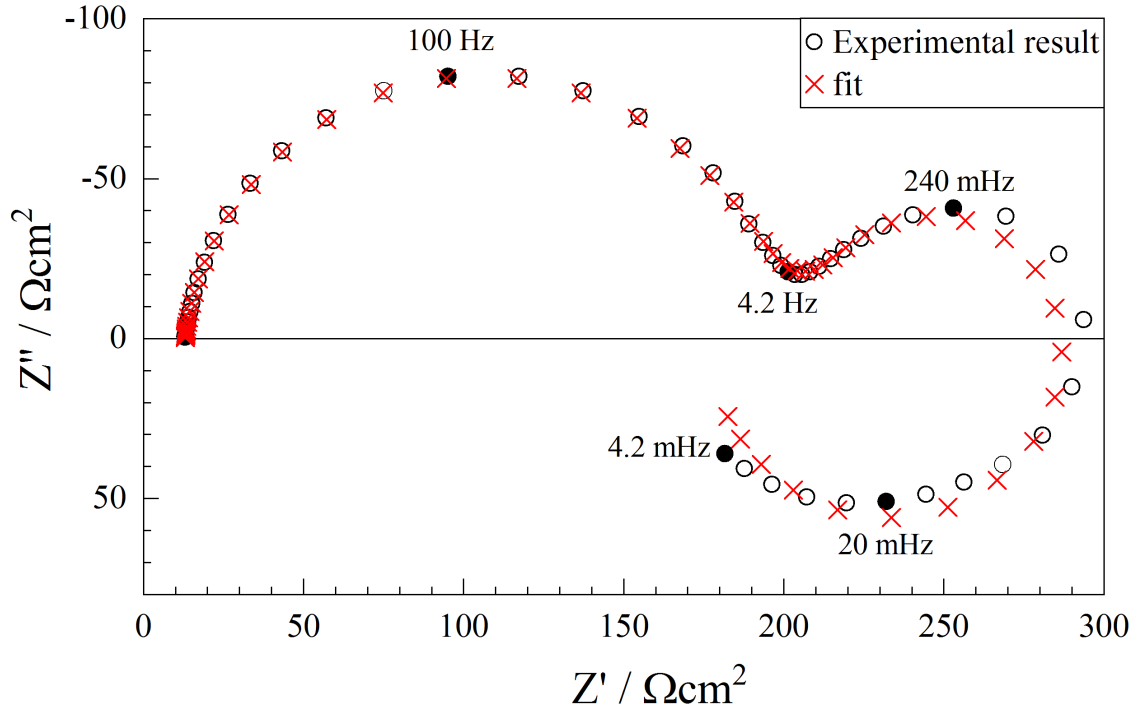 -100
100 Hz
Experimental result
fit
-50
240 mHz
4.2 Hz
0
4.2 mHz
50
20 mHz
0 50 100 150 200 250 300
Z'' / Ωcm²
Z' / Ωcm²